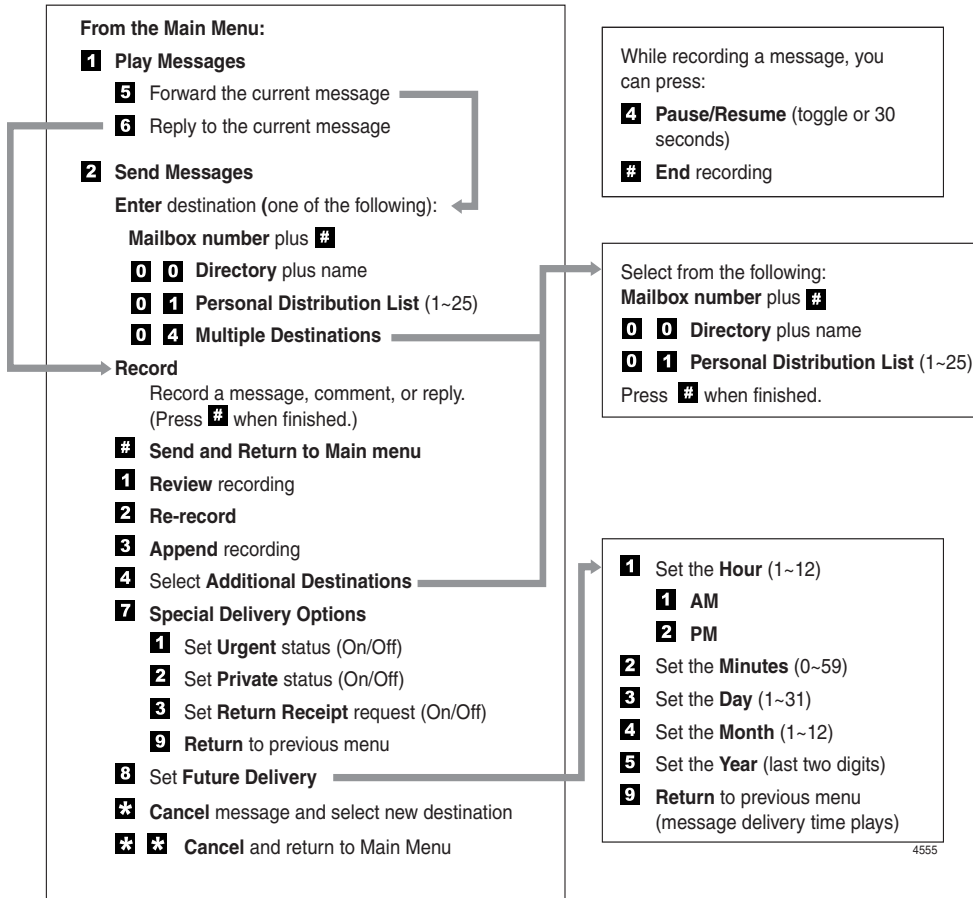 From the Main Menu:
1 Play Messages
5 Forward the current message
6 Reply to the current message
2 Send Messages
Enter destination (one of the following):
Mailbox number plus #
0 0 Directory plus name
0 1 Personal Distribution List (1~25)
0 4 Multiple Destinations
Record
Record a message, comment, or reply.
(Press # when finished.)
# Send and Return to Main menu
1 Review recording
2 Re-record
3 Append recording
4 Select Additional Destinations
7 Special Delivery Options
1 Set Urgent status (On/Off)
2 Set Private status (On/Off)
3 Set Return Receipt request (On/Off)
9 Return to previous menu
8 Set Future Delivery
* Cancel message and select new destination
* * Cancel and return to Main Menu
While recording a message, you
can press:
4 Pause/Resume (toggle or 30
seconds)
# End recording
Select from the following:
Mailbox number plus #
0 0 Directory plus name
0 1 Personal Distribution List (1~25)
Press # when finished.
1 Set the Hour (1~12)
1 AM
2 PM
2 Set the Minutes (0~59)
3 Set the Day (1~31)
4 Set the Month (1~12)
5 Set the Year (last two digits)
9 Return to previous menu
(message delivery time plays)
4555